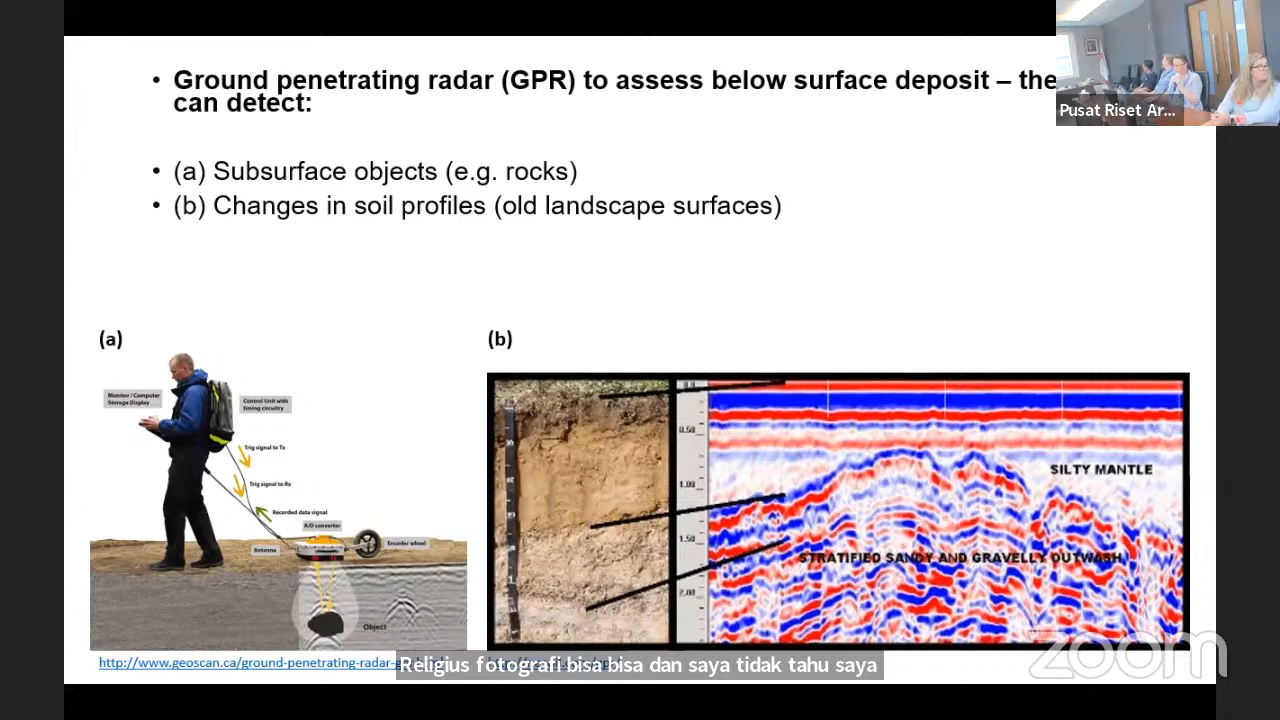 • Ground penetrating radar (GPR) to assess below surface deposit – the
can detect:
• (a) Subsurface objects (e.g. rocks)
• (b) Changes in soil profiles (old landscape surfaces)
Pusat Riset Ar...
(a)
(b)
Monitor / Computer
Storage Display
Control Unit with
timing circuitry
Trig signal to Tx
Trig signal to Rx
Recorded data signal
A/D converter
Antenna
Encoder wheel
Object
0.50
1.00
1.50
2.00
SILTY MANTLE
STRATIFIED SANDY AND GRAVELLY OUTWASH
http://www.geoscan.ca/ground-penetrating-radar-g
Religius fotografi bisa bisa dan saya tidak tahu saya
zoom